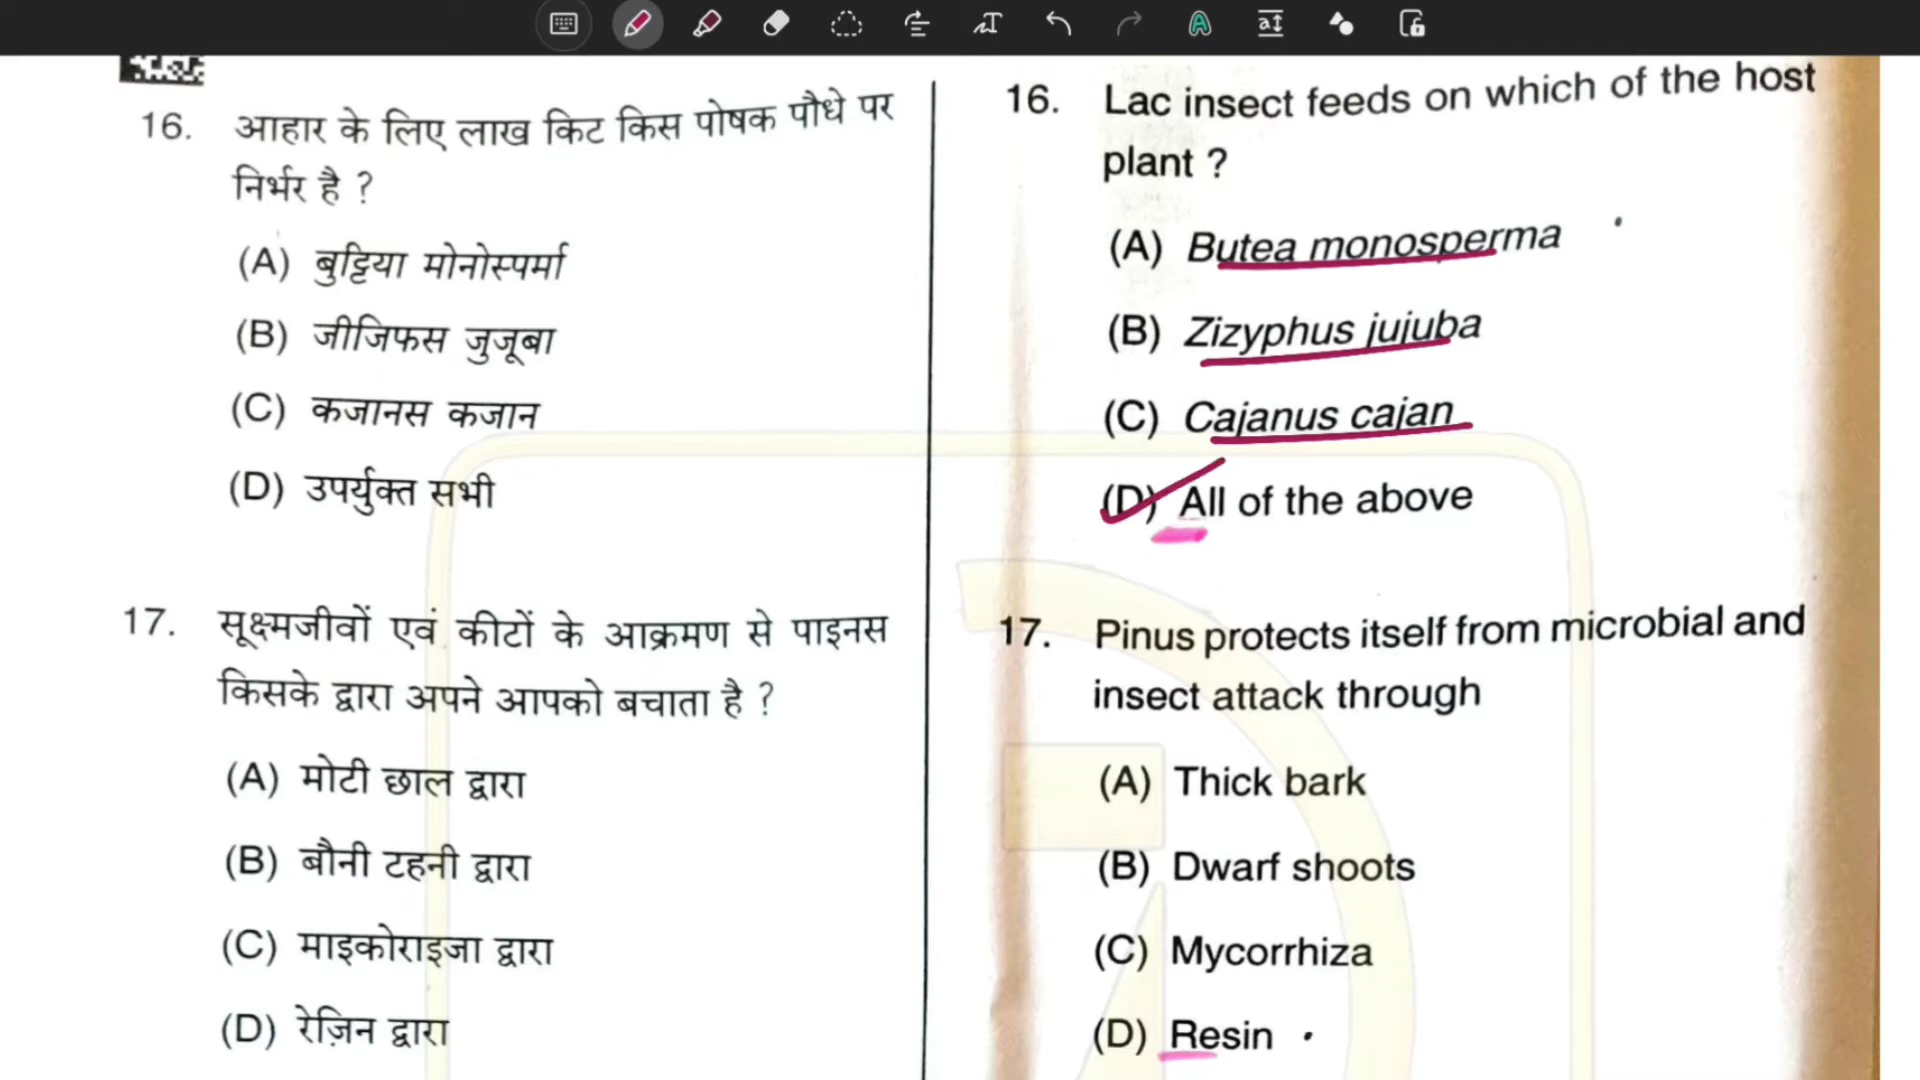 16. आहार के लिए लाख किट किस पोषक पौधे पर
निर्भर है ?
(A) बुट्टिया मोनोस्पर्मा
(B) जीजिफस जुजूबा
(C) कजानस कजान
(D) उपर्युक्त सभी
17. सूक्ष्मजीवों एवं कीटों के आक्रमण से पाइनस
किसके द्वारा अपने आपको बचाता है ?
(A) मोटी छाल द्वारा
(B) बौनी टहनी द्वारा
(C) माइकोराइजा द्वारा
(D) रेज़िन द्वारा
16. Lac insect feeds on which of the host
plant ?
(A) Butea monosperma
(B) Zizyphus jujuba
(C) Cajanus cajan
(D) All of the above
17. Pinus protects itself from microbial and
insect attack through
(A) Thick bark
(B) Dwarf shoots
(C) Mycorrhiza
(D) Resin